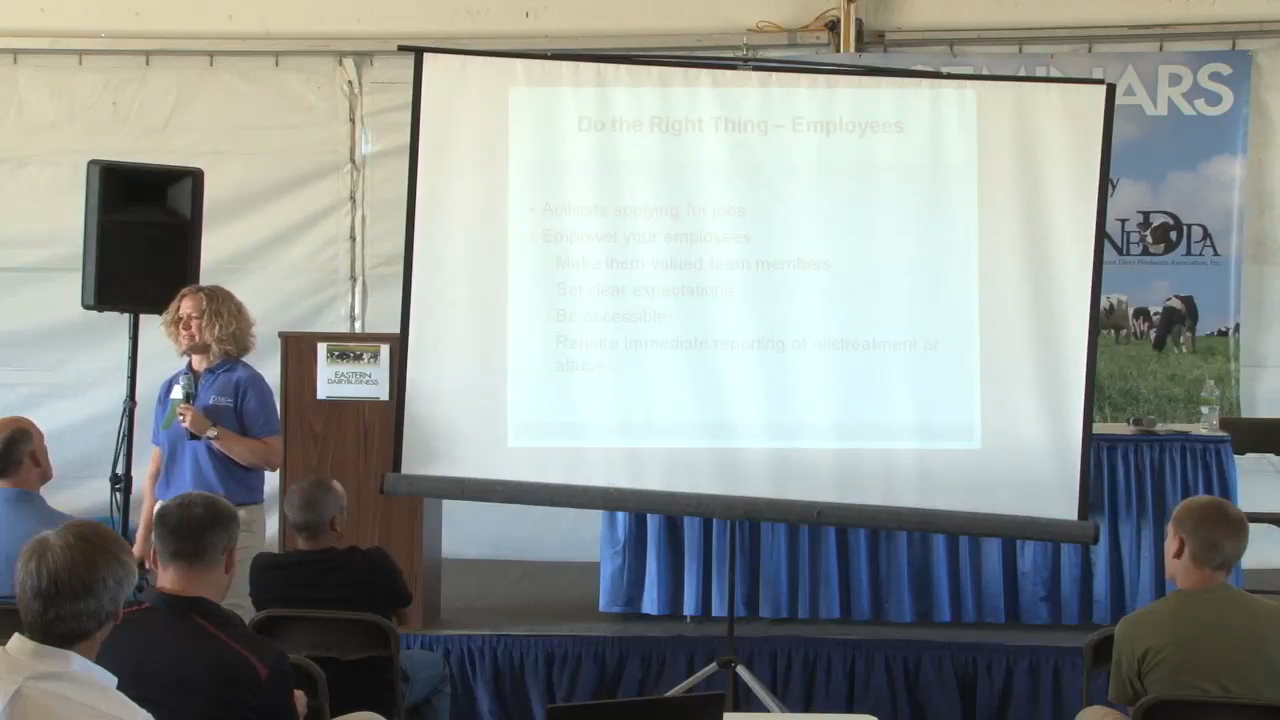 SEMINARS
Do the Right Thing – Employees
applying for jobs
Empower your employees
Make them valued team members
Set clear expectations
Be accessible
Require immediate reporting of mistreatment or
abuse
NEDPA
EASTERN
DAIRYBUSINESS